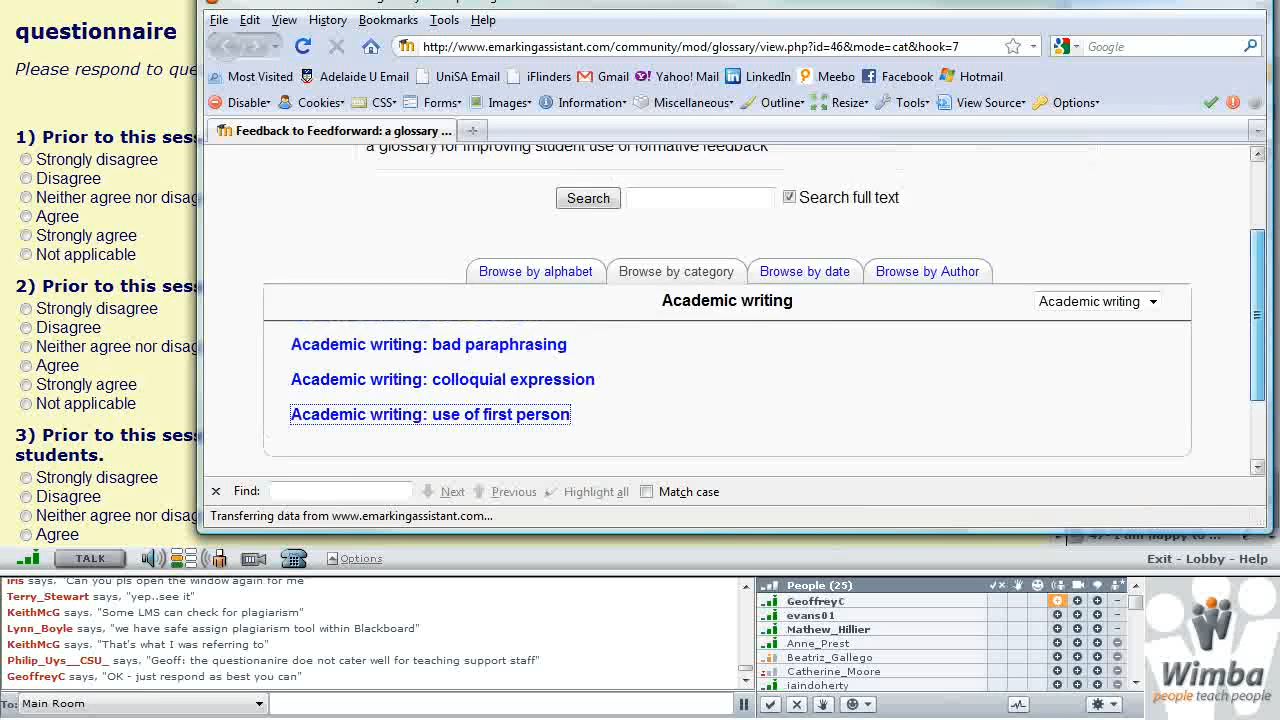 questionnaire
Please respond to que
1) Prior to this sess
Strongly disagree
Disagree
Neither agree nor disag
Agree
Strongly agree
Not applicable
2) Prior to this sess
Strongly disagree
Disagree
Neither agree nor disag
Agree
Strongly agree
Not applicable
3) Prior to this sess
students.
Strongly disagree
Disagree
Neither agree nor disag
Agree
File Edit View History Bookmarks Tools Help
http://www.emarkingassistant.com/community/mod/glossary/view.php?id=46&mode=cat&hook=7
Google
Most Visited Adelaide U Email UniSA Email iFlinders Gmail Yahoo! Mail LinkedIn Meebo Facebook Hotmail
Disable Cookies CSS Forms Images Information Miscellaneous Outline Resize Tools View Source Options
Feedback to Feedforward: a glossary ...
a glossary for improving student use of formative feedback
Search Search full text
Browse by alphabet Browse by category Browse by date Browse by Author
Academic writing Academic writing
Academic writing: bad paraphrasing
Academic writing: colloquial expression
Academic writing: use of first person
Find: Next Previous Highlight all Match case
Transferring data from www.emarkingassistant.com...
TALK Options Exit - Lobby - Help
Iris says, "Can you pls open the window again for me"
Terry_Stewart says, "yep..see it"
KeithMcG says, "Some LMS can check for plagiarism"
Lynn_Boyle says, "we have safe assign plagiarism tool within Blackboard"
KeithMcG says, "That's what I was referring to"
Philip_Uys__CSU_ says, "Geoff: the questionanire doe not cater well for teaching support staff"
GeoffreyC says, "OK - just respond as best you can"
To: Main Room
People (25)
GeoffreyC
evans01
Mathew_Hillier
Anne_Prest
Beatriz_Gallego
Catherine_Moore
iaindoherty
Wimba
people teach people